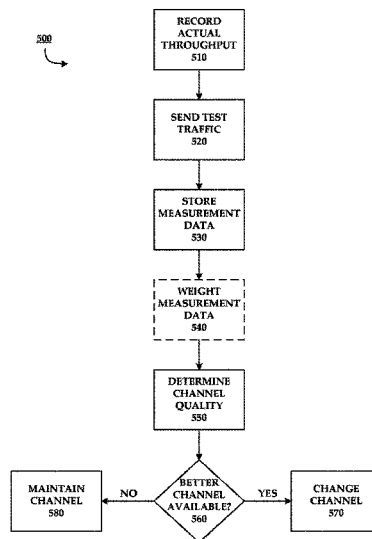 500
RECORD
ACTUAL
THROUGHPUT
510
SEND TEST
TRAFFIC
520
STORE
MEASUREMENT
DATA
530
WEIGHT
MEASUREMENT
DATA
540
DETERMINE
CHANNEL
QUALITY
550
BETTER
CHANNEL
AVAILABLE?
560
NO
YES
MAINTAIN
CHANNEL
580
CHANGE
CHANNEL
570